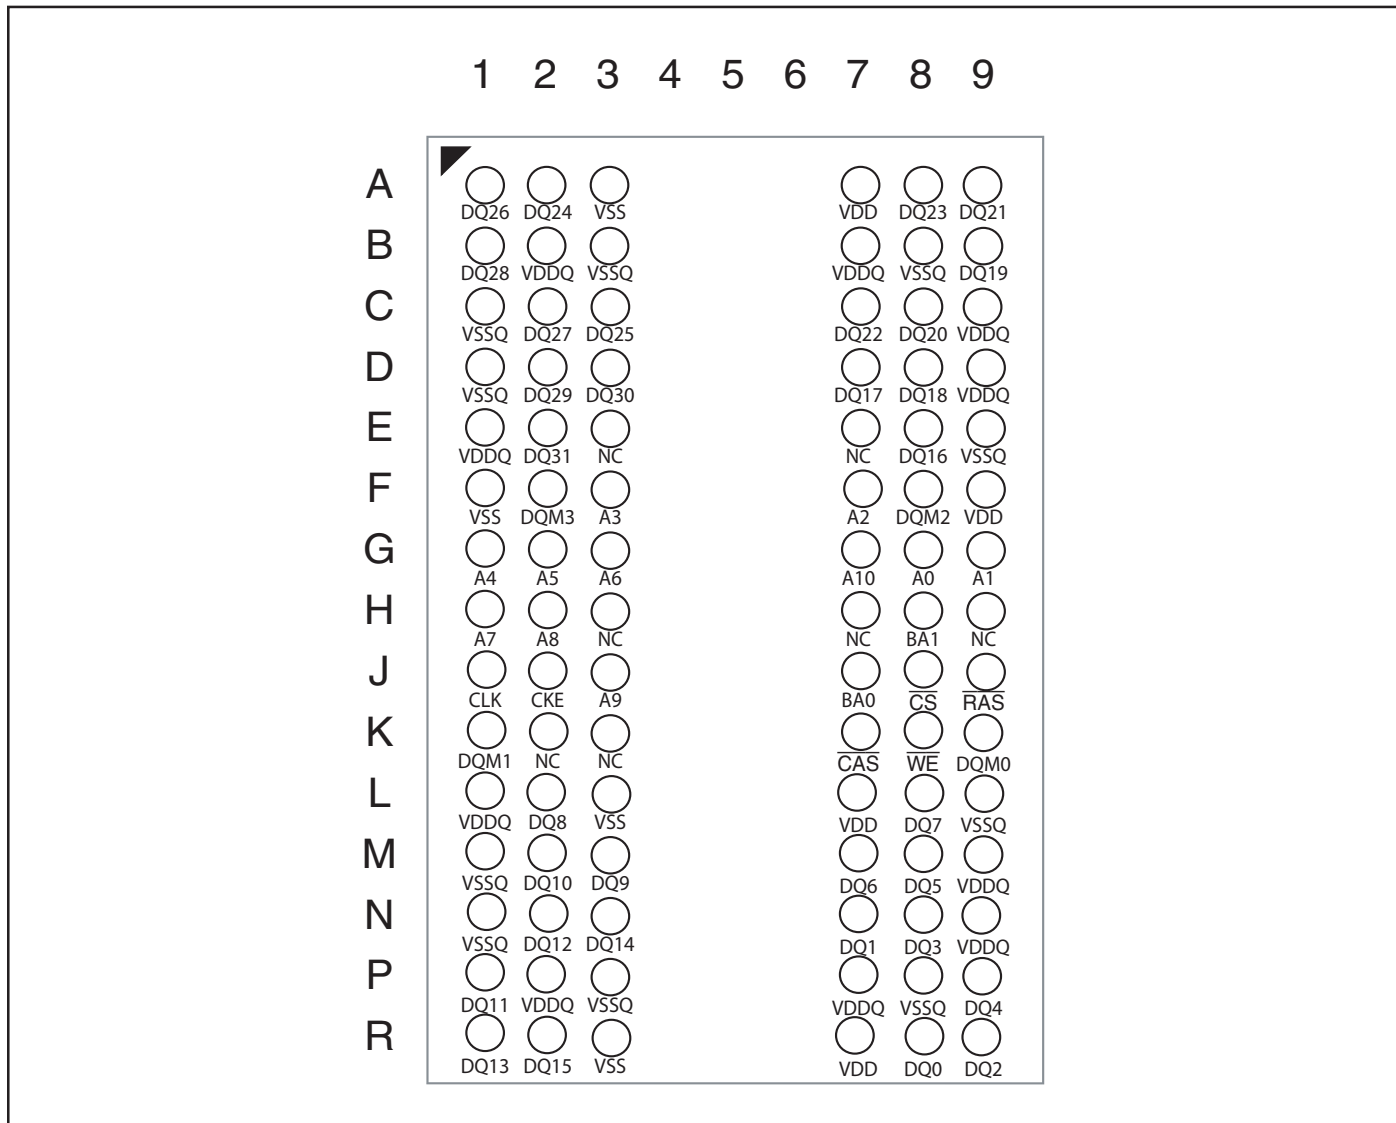 1 2 3 4 5 6 7 8 9
A
DQ26 DQ24 VSS VDD DQ23 DQ21
B
DQ28 VDDQ VSSQ VDDQ VSSQ DQ19
C
VSSQ DQ27 DQ25 DQ22 DQ20 VDDQ
D
VSSQ DQ29 DQ30 DQ17 DQ18 VDDQ
E
VDDQ DQ31 NC NC DQ16 VSSQ
F
VSS DQM3 A3 A2 DQM2 VDD
G
A4 A5 A6 A10 A0 A1
H
A7 A8 NC NC BA1 NC
J
CLK CKE A9 BA0 C̅S̅ R̅A̅S̅
K
DQM1 NC NC C̅A̅S̅ W̅E̅ DQM0
L
VDDQ DQ8 VSS VDD DQ7 VSSQ
M
VSSQ DQ10 DQ9 DQ6 DQ5 VDDQ
N
VSSQ DQ12 DQ14 DQ1 DQ3 VDDQ
P
DQ11 VDDQ VSSQ VDDQ VSSQ DQ4
R
DQ13 DQ15 VSS VDD DQ0 DQ2